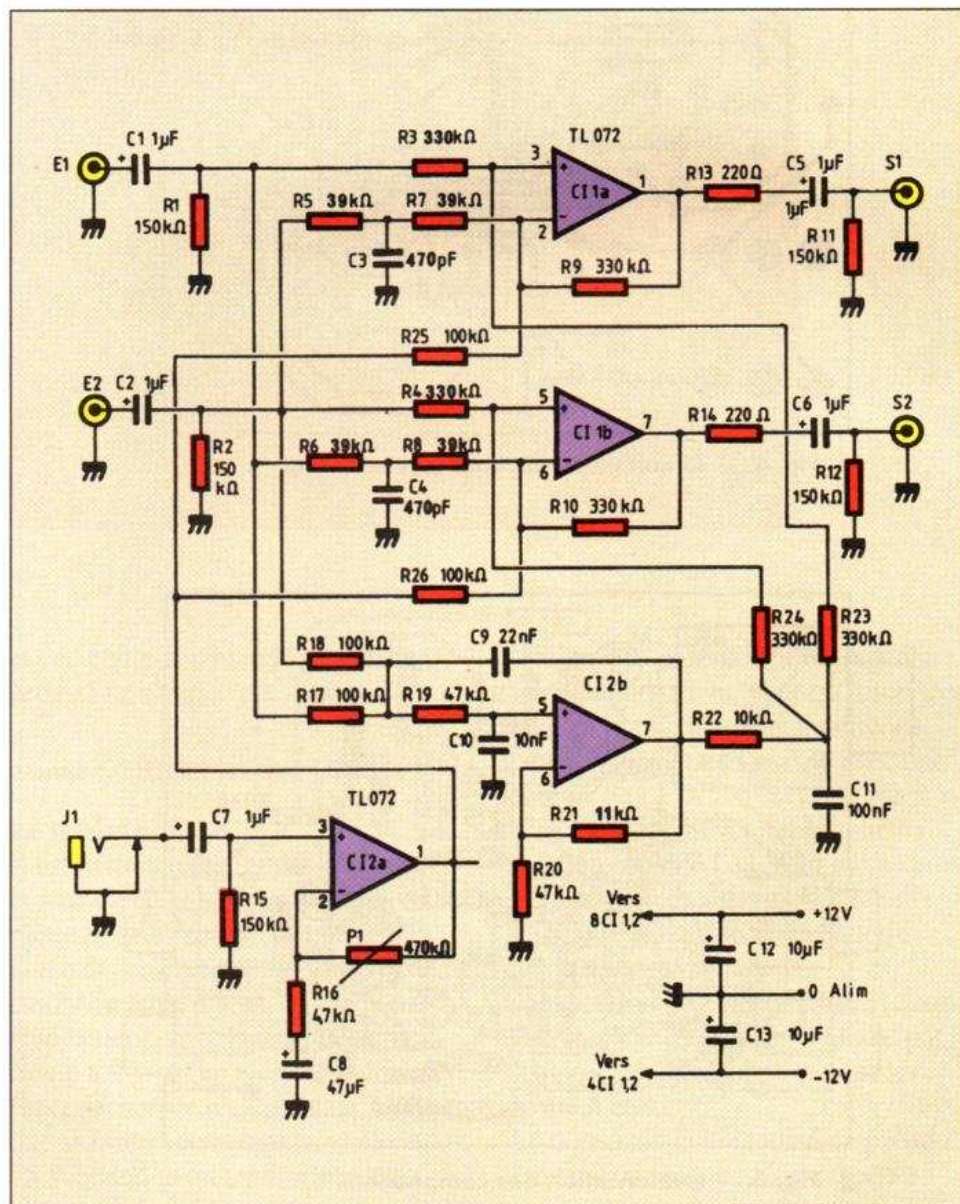 TL 072
C1 1µF
R3 330kΩ
C5 1µF
E1
3
1
R13 220Ω
S1
+
CI1a
1µF
R1
150kΩ
R5 39kΩ
R7 39kΩ
−
2
R11
150kΩ
C3
470pF
R9 330 kΩ
R25 100kΩ
E2
C2 1µF
R4 330kΩ
5
7
R14 220 Ω
C6 1µF
S2
+
CI 1b
R2
150
kΩ
R6 39kΩ
R8 39kΩ
−
6
R12
150kΩ
C4
470pF
R10 330 kΩ
R26 100kΩ
R24
330kΩ
R23
330kΩ
R18 100kΩ
C9 22nF
CI 2b
R17 100kΩ
R19 47kΩ
5
7
R22 10kΩ
+
C10
10nF
−
6
C11
100nF
TL072
R21 11kΩ
J1
C7 1µF
3
1
+
CI2a
R20
47kΩ
−
2
R15
150kΩ
P1
470kΩ
Vers
8CI 1,2
+12V
C12 10µF
R16
4,7kΩ
0 Alim
C13 10µF
C8
47µF
Vers
4CI 1,2
−12V